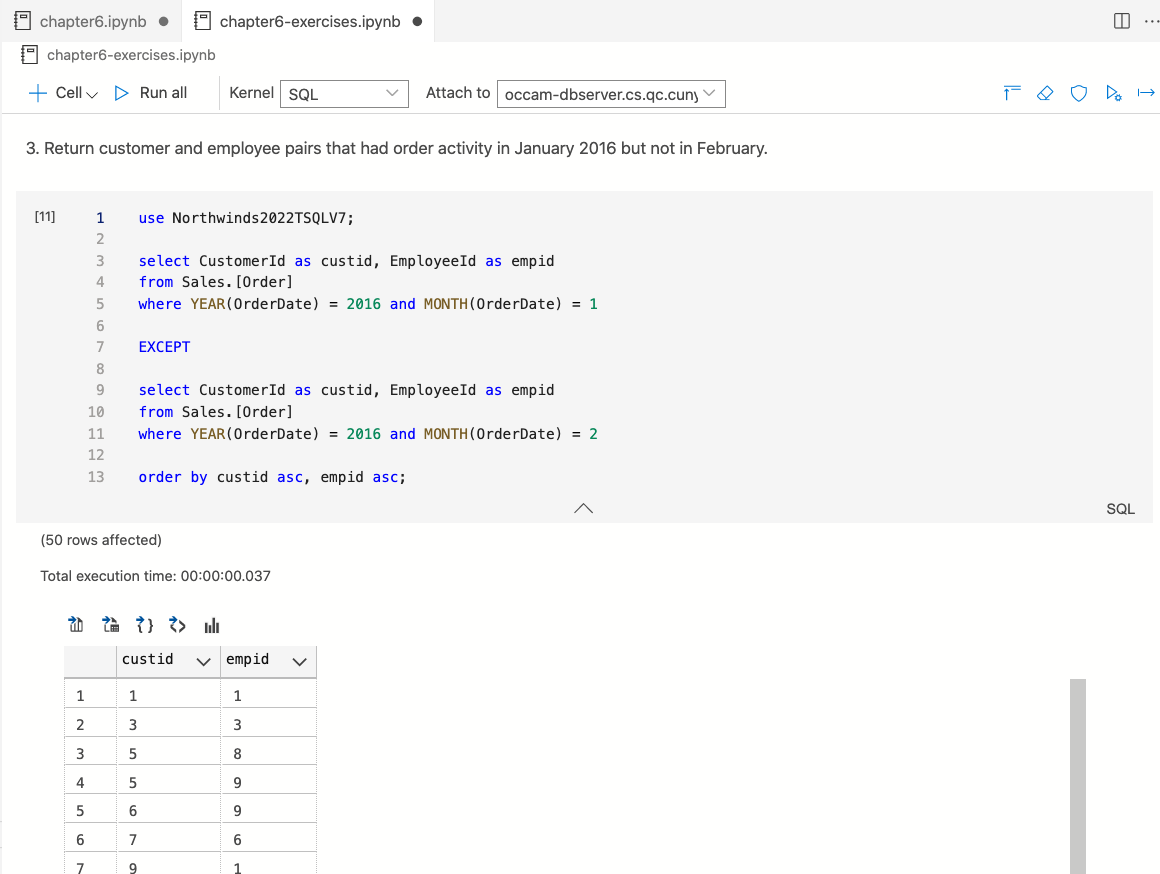 chapter6.ipynb ● chapter6-exercises.ipynb ●
chapter6-exercises.ipynb
Cell Run all Kernel SQL Attach to occam-dbserver.cs.qc.cuny
3. Return customer and employee pairs that had order activity in January 2016 but not in February.
[11] 1 use Northwinds2022TSQLV7;
2
3 select CustomerId as custid, EmployeeId as empid
4 from Sales.[Order]
5 where YEAR(OrderDate) = 2016 and MONTH(OrderDate) = 1
6
7 EXCEPT
8
9 select CustomerId as custid, EmployeeId as empid
10 from Sales.[Order]
11 where YEAR(OrderDate) = 2016 and MONTH(OrderDate) = 2
12
13 order by custid asc, empid asc;
SQL
(50 rows affected)
Total execution time: 00:00:00.037
custid empid
1 1 1
2 3 3
3 5 8
4 5 9
5 6 9
6 7 6
7 9 1